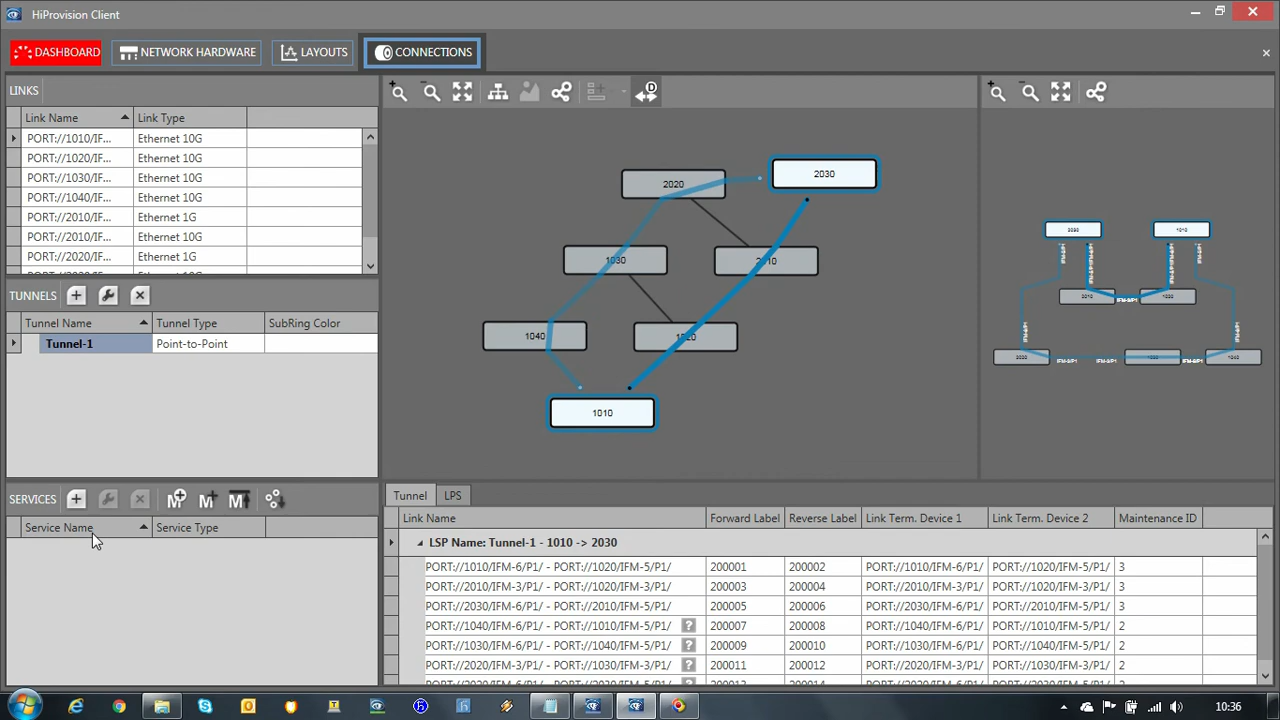 HiProvision Client
DASHBOARD NETWORK HARDWARE LAYOUTS CONNECTIONS
LINKS
Link Name Link Type
PORT://1010/IF... Ethernet 10G
PORT://1020/IF... Ethernet 10G
PORT://1030/IF... Ethernet 10G
PORT://1040/IF... Ethernet 10G
PORT://2010/IF... Ethernet 1G
PORT://2010/IF... Ethernet 10G
PORT://2020/IF... Ethernet 1G
TUNNELS
Tunnel Name Tunnel Type SubRing Color
Tunnel-1 Point-to-Point
SERVICES
Service Name Service Type
2020
2030
1030
2010
1040
1020
1010
Tunnel LPS
Link Name Forward Label Reverse Label Link Term. Device 1 Link Term. Device 2 Maintenance ID
LSP Name: Tunnel-1 - 1010 -> 2030
PORT://1010/IFM-6/P1/ - PORT://1020/IFM-5/P1/ 200001 200002 PORT://1010/IFM-6/P1/ PORT://1020/IFM-5/P1/ 3
PORT://2010/IFM-3/P1/ - PORT://1020/IFM-3/P1/ 200003 200004 PORT://2010/IFM-3/P1/ PORT://1020/IFM-3/P1/ 3
PORT://2030/IFM-6/P1/ - PORT://2010/IFM-5/P1/ 200005 200006 PORT://2030/IFM-6/P1/ PORT://2010/IFM-5/P1/ 3
PORT://1040/IFM-6/P1/ - PORT://1010/IFM-5/P1/ ? 200007 200008 PORT://1040/IFM-6/P1/ PORT://1010/IFM-5/P1/ 2
PORT://1030/IFM-6/P1/ - PORT://1040/IFM-5/P1/ ? 200009 200010 PORT://1030/IFM-6/P1/ PORT://1040/IFM-5/P1/ 2
PORT://2020/IFM-3/P1/ - PORT://1030/IFM-3/P1/ ? 200011 200012 PORT://2020/IFM-3/P1/ PORT://1030/IFM-3/P1/ 2
10:36